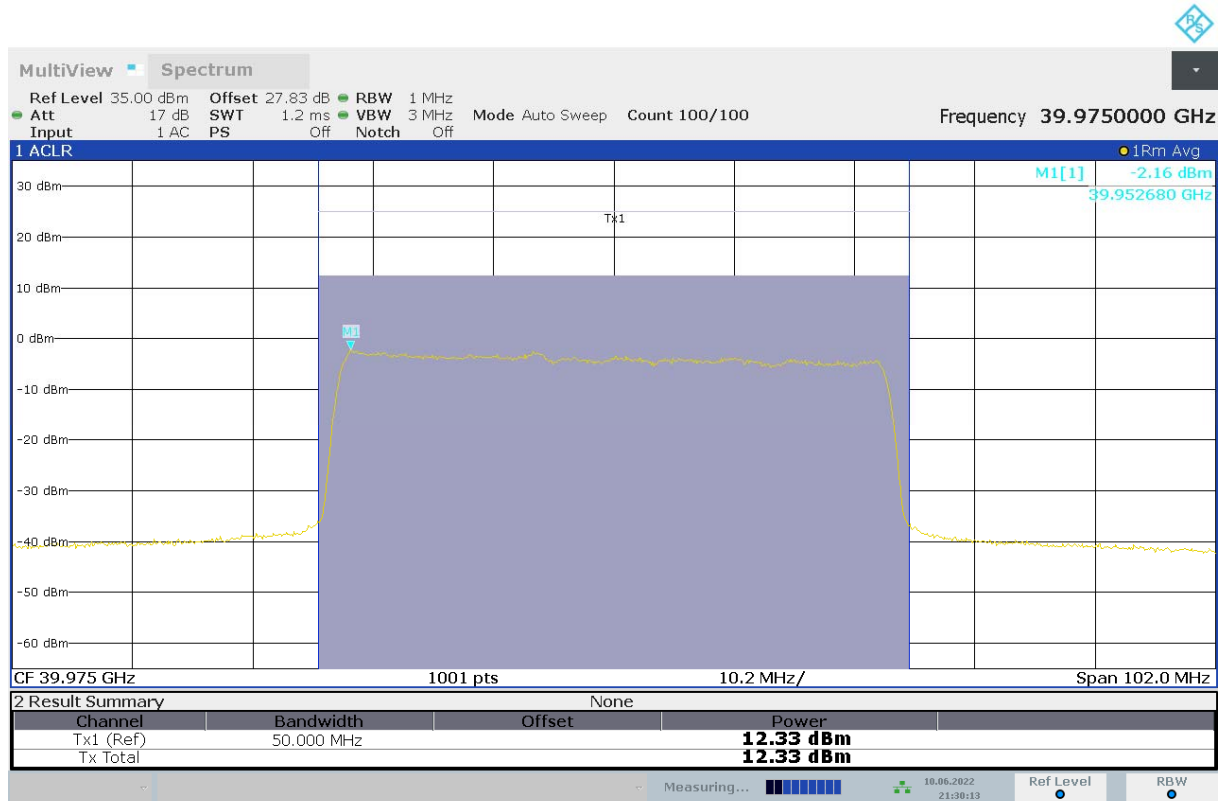 R&S
MultiView Spectrum
Ref Level 35.00 dBm Offset 27.83 dB RBW 1 MHz
Att 17 dB SWT 1.2 ms VBW 3 MHz Mode Auto Sweep Count 100/100 Frequency 39.9750000 GHz
Input 1 AC PS Off Notch Off
1 ACLR 1Rm Avg
M1[1] -2.16 dBm
39.952680 GHz
30 dBm
Tx1
20 dBm
10 dBm
M1
0 dBm
-10 dBm
-20 dBm
-30 dBm
-40 dBm
-50 dBm
-60 dBm
CF 39.975 GHz 1001 pts 10.2 MHz/ Span 102.0 MHz
2 Result Summary None
Channel Bandwidth Offset Power
Tx1 (Ref) 50.000 MHz 12.33 dBm
Tx Total 12.33 dBm
Measuring... 10.06.2022 Ref Level RBW
21:30:13